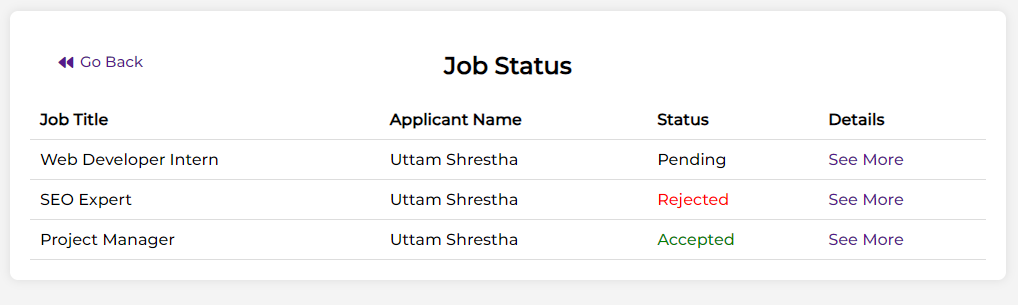 Go Back
Job Status
Job Title Applicant Name Status Details
Web Developer Intern Uttam Shrestha Pending See More
SEO Expert Uttam Shrestha Rejected See More
Project Manager Uttam Shrestha Accepted See More